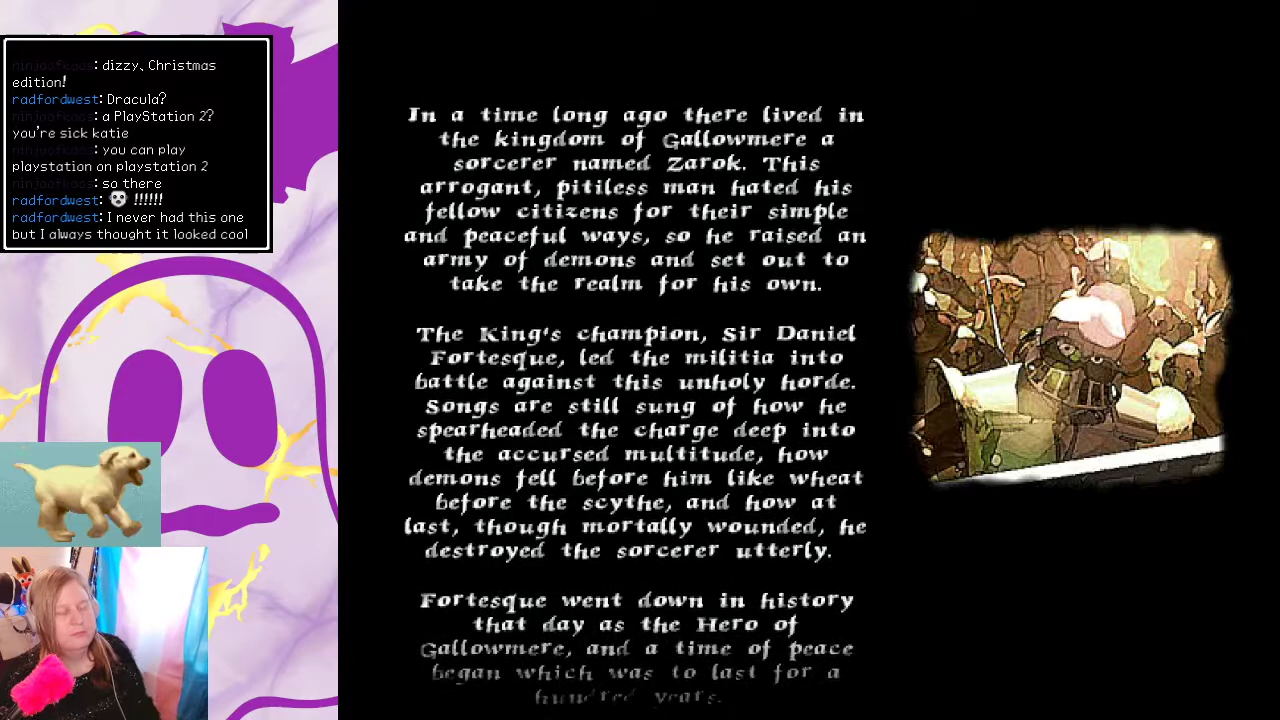 ninjaofkaos: dizzy, Christmas
edition!
radfordwest: Dracula?
ninjaofkaos: a PlayStation 2?
you're sick katie
ninjaofkaos: you can play
playstation on playstation 2
ninjaofkaos: so there
radfordwest: !!!!!!
radfordwest: I never had this one
but I always thought it looked cool
In a time long ago there lived in
the kingdom of Gallowmere a
sorcerer named Zarok. This
arrogant, pitiless man hated his
fellow citizens for their simple
and peaceful ways, so he raised an
army of demons and set out to
take the realm for his own.
The King's champion, Sir Daniel
Fortesque, led the militia into
battle against this unholy horde.
Songs are still sung of how he
spearheaded the charge deep into
the accursed multitude, how
demons fell before him like wheat
before the scythe, and how at
last, though mortally wounded, he
destroyed the sorcerer utterly.
Fortesque went down in history
that day as the Hero of
Gallowmere, and a time of peace
began which was to last for a
hundred years.